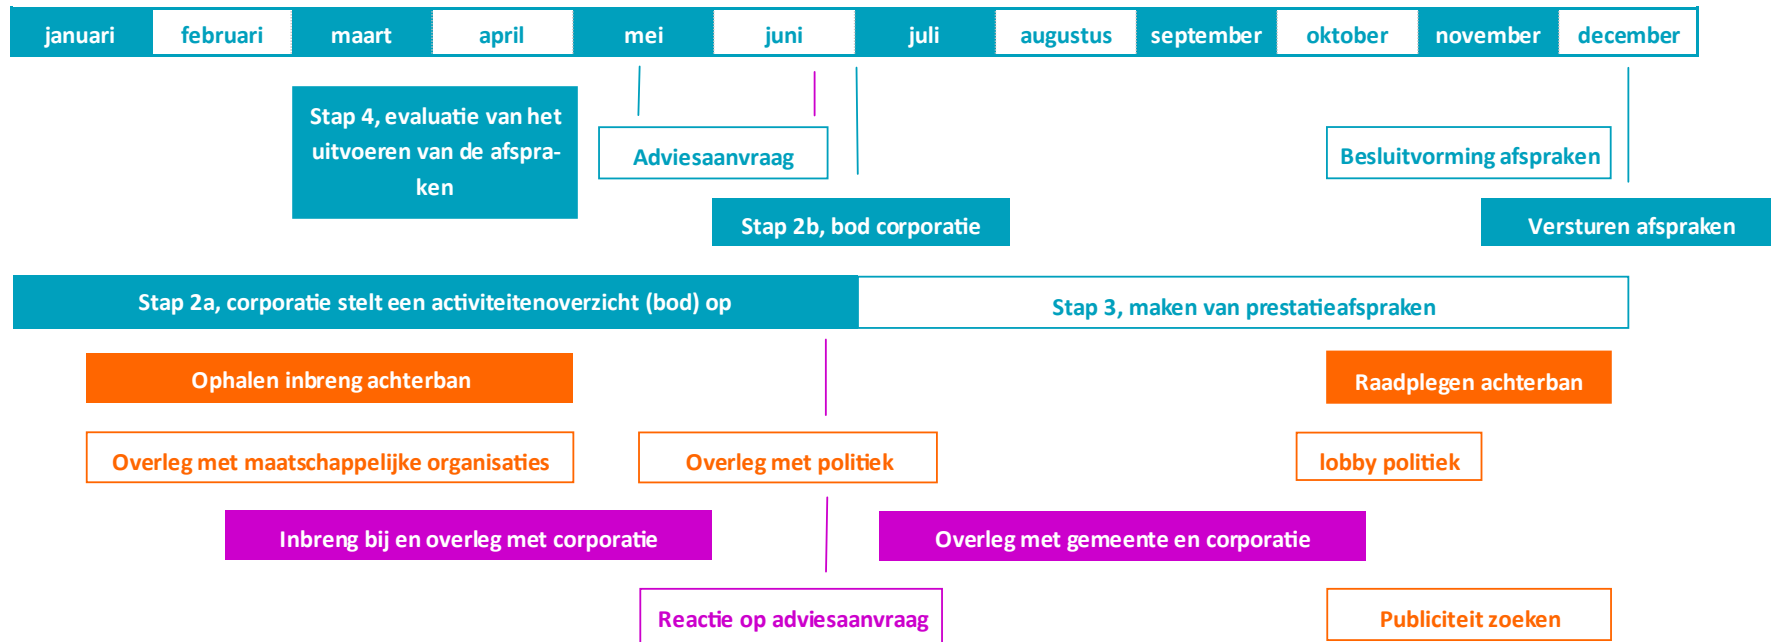 januari februari maart april mei juni juli augustus september oktober november december
Stap 4, evaluatie van het
uitvoeren van de afspra-
ken
Adviesaanvraag
Besluitvorming afspraken
Stap 2b, bod corporatie
Versturen afspraken
Stap 2a, corporatie stelt een activiteitenoverzicht (bod) op
Stap 3, maken van prestatieafspraken
Ophalen inbreng achterban
Raadplegen achterban
Overleg met maatschappelijke organisaties
Overleg met politiek
lobby politiek
Inbreng bij en overleg met corporatie
Overleg met gemeente en corporatie
Reactie op adviesaanvraag
Publiciteit zoeken